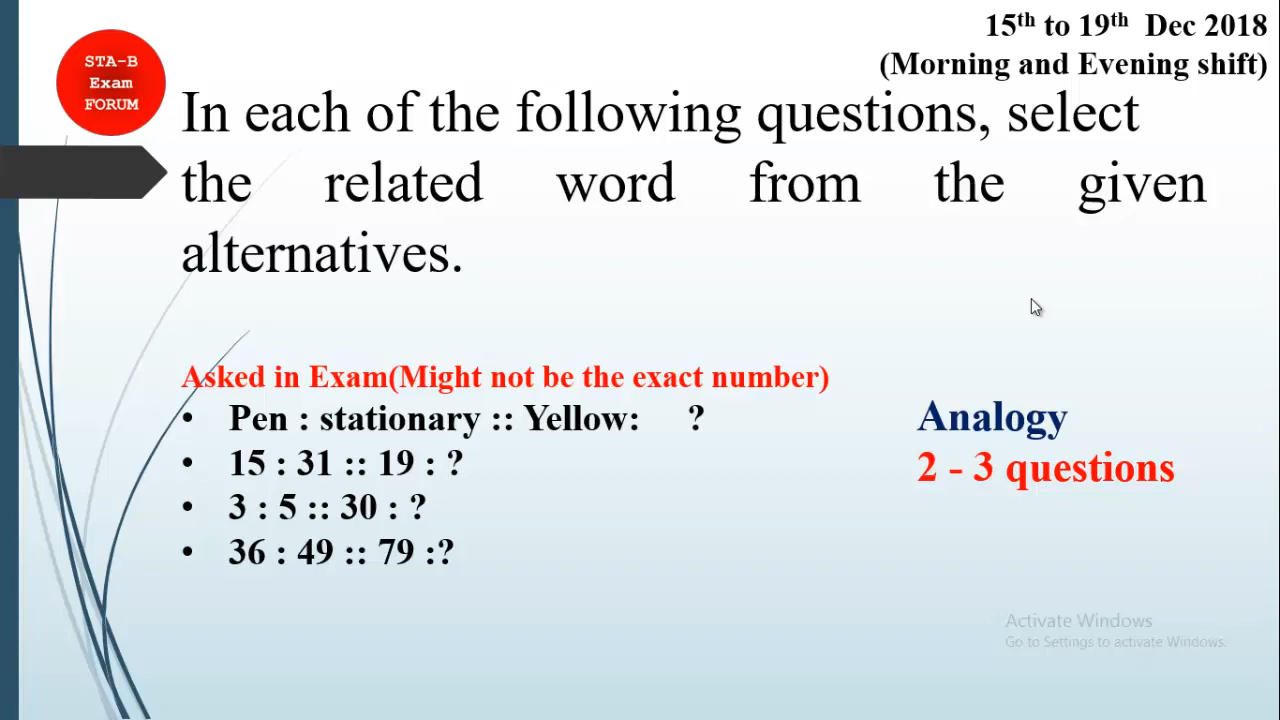 15th to 19th Dec 2018
(Morning and Evening shift)
STA-B
Exam
FORUM
In each of the following questions, select
the related word from the given
alternatives.
Asked in Exam(Might not be the exact number)
• Pen : stationary :: Yellow: ?
• 15 : 31 :: 19 : ?
• 3 : 5 :: 30 : ?
• 36 : 49 :: 79 :?
Analogy
2 - 3 questions
Activate Windows
Go to Settings to activate Windows.